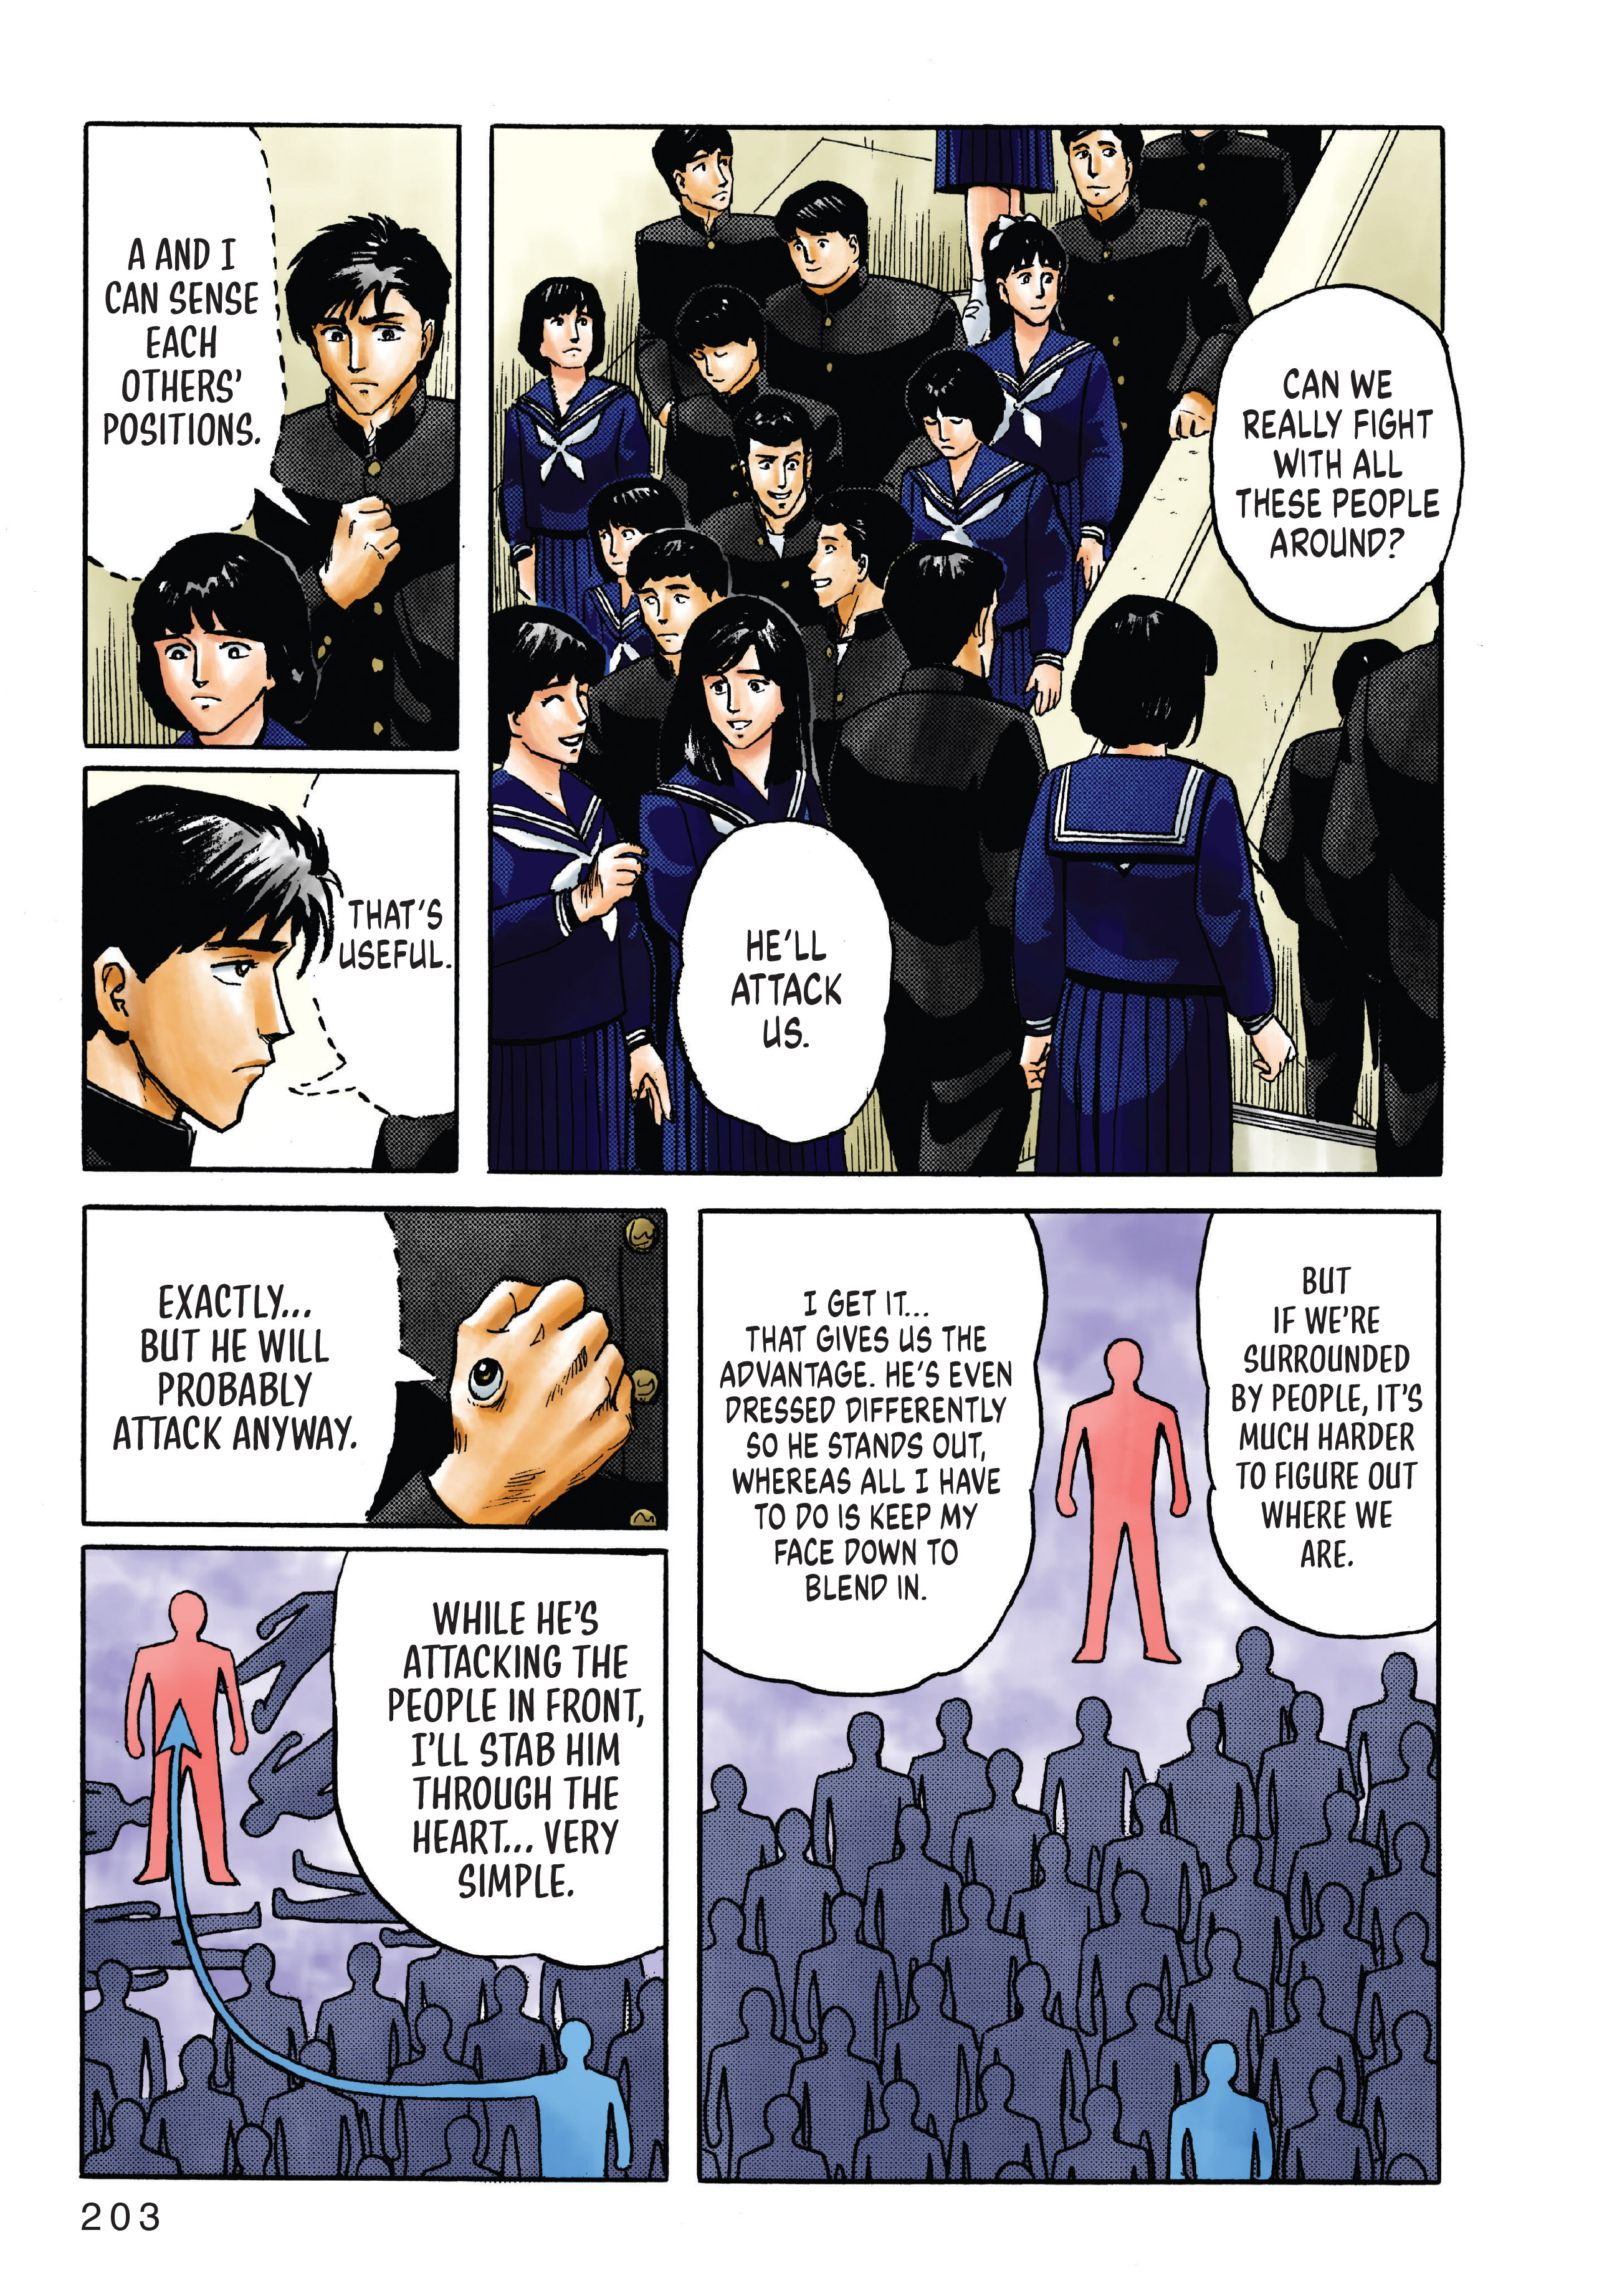 CAN WE
REALLY FIGHT
WITH ALL
THESE PEOPLE
AROUND?
HE'LL
ATTACK
US.
A AND I
CAN SENSE
EACH
OTHERS'
POSITIONS.
THAT'S
USEFUL.
BUT
IF WE'RE
SURROUNDED
BY PEOPLE, IT'S
MUCH HARDER
TO FIGURE OUT
WHERE WE
ARE.
I GET IT...
THAT GIVES US THE
ADVANTAGE. HE'S EVEN
DRESSED DIFFERENTLY
SO HE STANDS OUT,
WHEREAS ALL I HAVE
TO DO IS KEEP MY
FACE DOWN TO
BLEND IN.
EXACTLY...
BUT HE WILL
PROBABLY
ATTACK ANYWAY.
WHILE HE'S
ATTACKING THE
PEOPLE IN FRONT,
I'LL STAB HIM
THROUGH THE
HEART... VERY
SIMPLE.
203